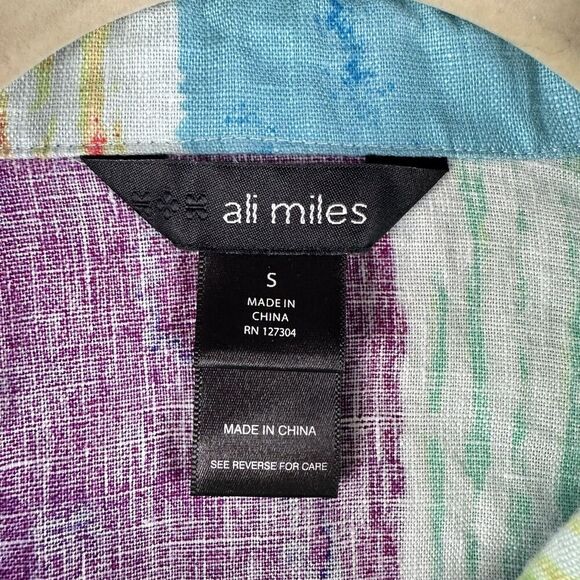 ali miles
S
MADE IN
CHINA
RN 127304
MADE IN CHINA
SEE REVERSE FOR CARE